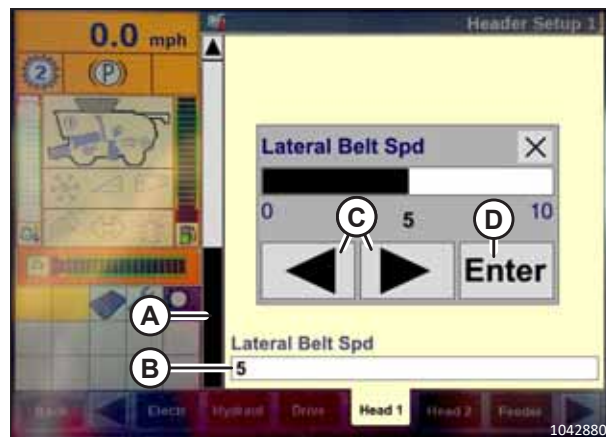 0.0 mph
Header Setup 1
2
(P)
Lateral Belt Spd
0
5
10
C
D
Enter
A
Lateral Belt Spd
B
5
Back
Electr
Hydraul
Drive
Head 1
Head 2
Feeder
1042880